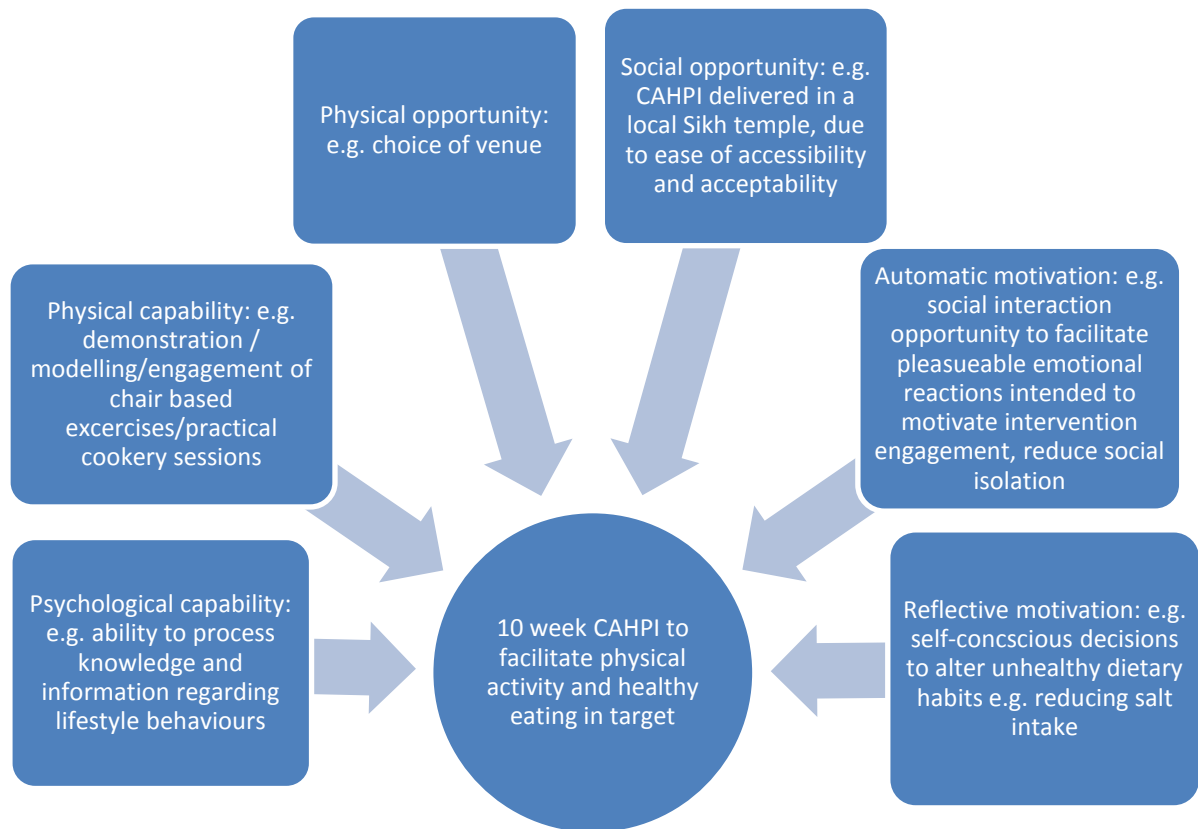 Physical opportunity:
e.g. choice of venue
Social opportunity: e.g.
CAHPI delivered in a
local Sikh temple, due
to ease of accessibility
and acceptability
Physical capability: e.g.
demonstration /
modelling/engagement of
chair based
excercises/practical
cookery sessions
Automatic motivation: e.g.
social interaction
opportunity to facilitate
pleasueable emotional
reactions intended to
motivate intervention
engagement, reduce social
isolation
Psychological capability:
e.g. ability to process
knowledge and
information regarding
lifestyle behaviours
10 week CAHPI to
facilitate physical
activity and healthy
eating in target
Reflective motivation: e.g.
self-concscious decisions
to alter unhealthy dietary
habits e.g. reducing salt
intake